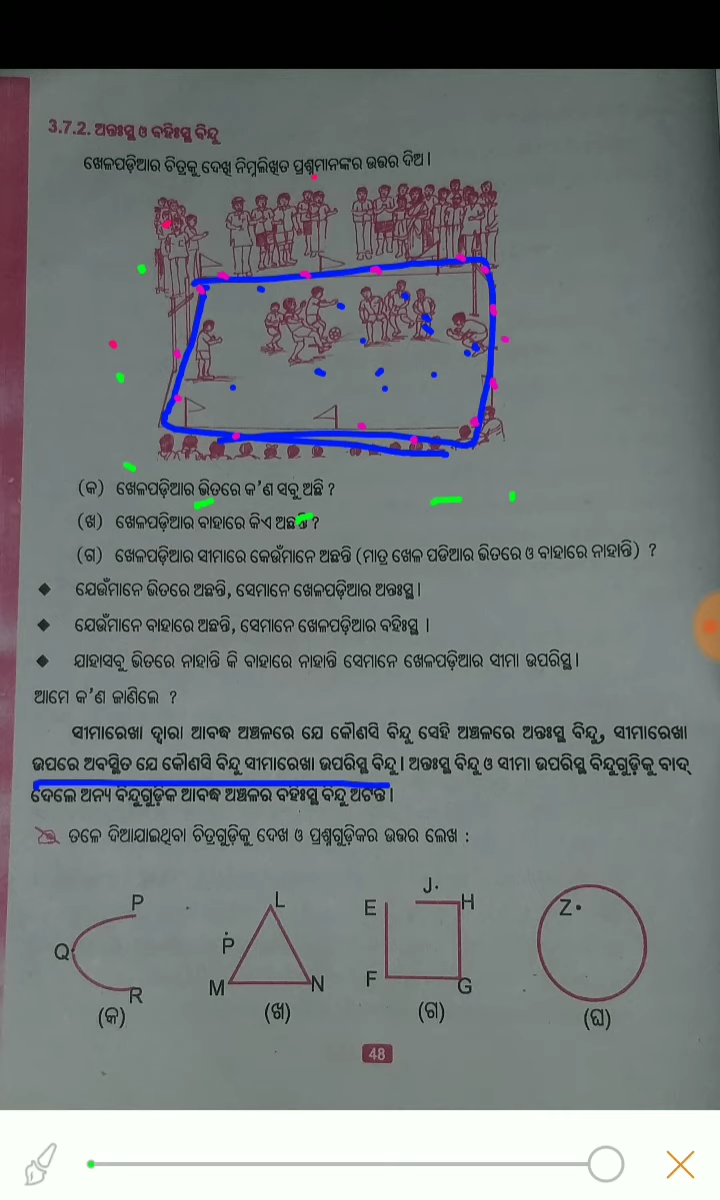 3.7.2. ଅନ୍ତଃସ୍ଥ ଓ ବହିଃସ୍ଥ ବିନ୍ଦୁ
ଖେଳପଡ଼ିଆର ଚିତ୍ରକୁ ଦେଖି ନିମ୍ନଲିଖିତ ପ୍ରଶ୍ନମାନଙ୍କର ଉତ୍ତର ଦିଅ।
(କ) ଖେଳପଡ଼ିଆର ଭିତରେ କ'ଣ ସବୁ ଅଛି ?
(ଖ) ଖେଳପଡ଼ିଆର ବାହାରେ କିଏ ଅଛନ୍ତି ?
(ଗ) ଖେଳପଡ଼ିଆର ସୀମାରେ କେଉଁମାନେ ଅଛନ୍ତି (ମାତ୍ର ଖେଳ ପଡିଆର ଭିତରେ ଓ ବାହାରେ ନାହାନ୍ତି) ?
◆ ଯେଉଁମାନେ ଭିତରେ ଅଛନ୍ତି, ସେମାନେ ଖେଳପଡ଼ିଆର ଅନ୍ତଃସ୍ଥ।
◆ ଯେଉଁମାନେ ବାହାରେ ଅଛନ୍ତି, ସେମାନେ ଖେଳପଡ଼ିଆର ବହିଃସ୍ଥ ।
◆ ଯାହାସବୁ ଭିତରେ ନାହାନ୍ତି କି ବାହାରେ ନାହାନ୍ତି ସେମାନେ ଖେଳପଡ଼ିଆର ସୀମା ଉପରିସ୍ଥ।
ଆମେ କ'ଣ ଜାଣିଲେ ?
ସୀମାରେଖା ଦ୍ୱାରା ଆବଦ୍ଧ ଅଞ୍ଚଳରେ ଯେ କୌଣସି ବିନ୍ଦୁ ସେହି ଅଞ୍ଚଳରେ ଅନ୍ତଃସ୍ଥ ବିନ୍ଦୁ, ସୀମାରେଖା
ଉପରେ ଅବସ୍ଥିତ ଯେ କୌଣସି ବିନ୍ଦୁ ସୀମାରେଖା ଉପରିସ୍ଥ ବିନ୍ଦୁ। ଅନ୍ତଃସ୍ଥ ବିନ୍ଦୁ ଓ ସୀମା ଉପରିସ୍ଥ ବିନ୍ଦୁଗୁଡ଼ିକୁ ବାଦ୍
ଦେଲେ ଅନ୍ୟ ବିନ୍ଦୁଗୁଡ଼ିକ ଆବଦ୍ଧ ଅଞ୍ଚଳର ବହିଃସ୍ଥ ବିନ୍ଦୁ ଅଟନ୍ତି।
ତଳେ ଦିଆଯାଇଥିବା ଚିତ୍ରଗୁଡ଼ିକୁ ଦେଖ ଓ ପ୍ରଶ୍ନଗୁଡ଼ିକର ଉତ୍ତର ଲେଖ :
P Q R
L P M N
J E H F G
Z
(କ) (ଖ) (ଗ) (ଘ)
48